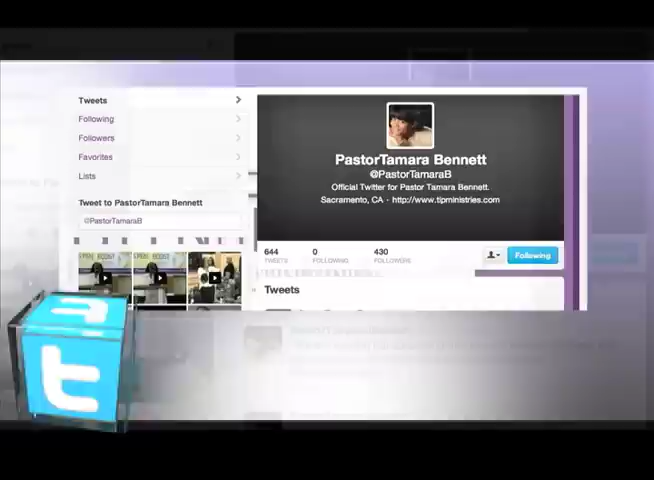 Tweets
Following
Followers
Favorites
Lists
Tweet to PastorTamara Bennett
@PastorTamaraB
PastorTamara Bennett
@PastorTamaraB
Official Twitter for Pastor Tamara Bennett.
Sacramento, CA · http://www.tipministries.com
644
TWEETS
0
FOLLOWING
430
FOLLOWERS
Following
Tweets
t